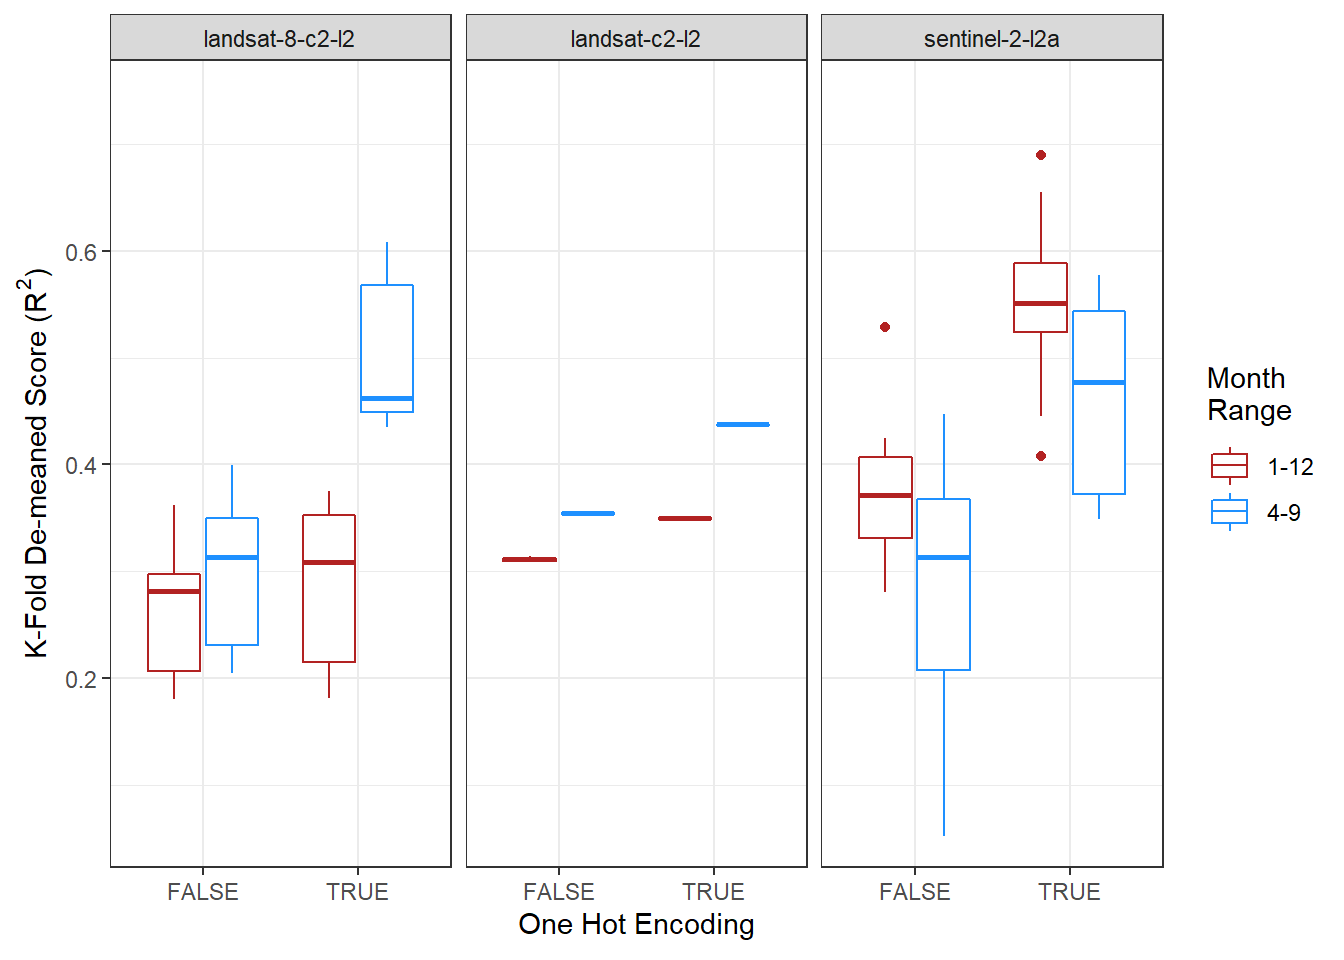 landsat-8-c2-l2
landsat-c2-l2
sentinel-2-l2a
K-Fold De-meaned Score (R²)
0.6
0.4
0.2
FALSE
TRUE
FALSE
TRUE
FALSE
TRUE
One Hot Encoding
Month
Range
1-12
4-9